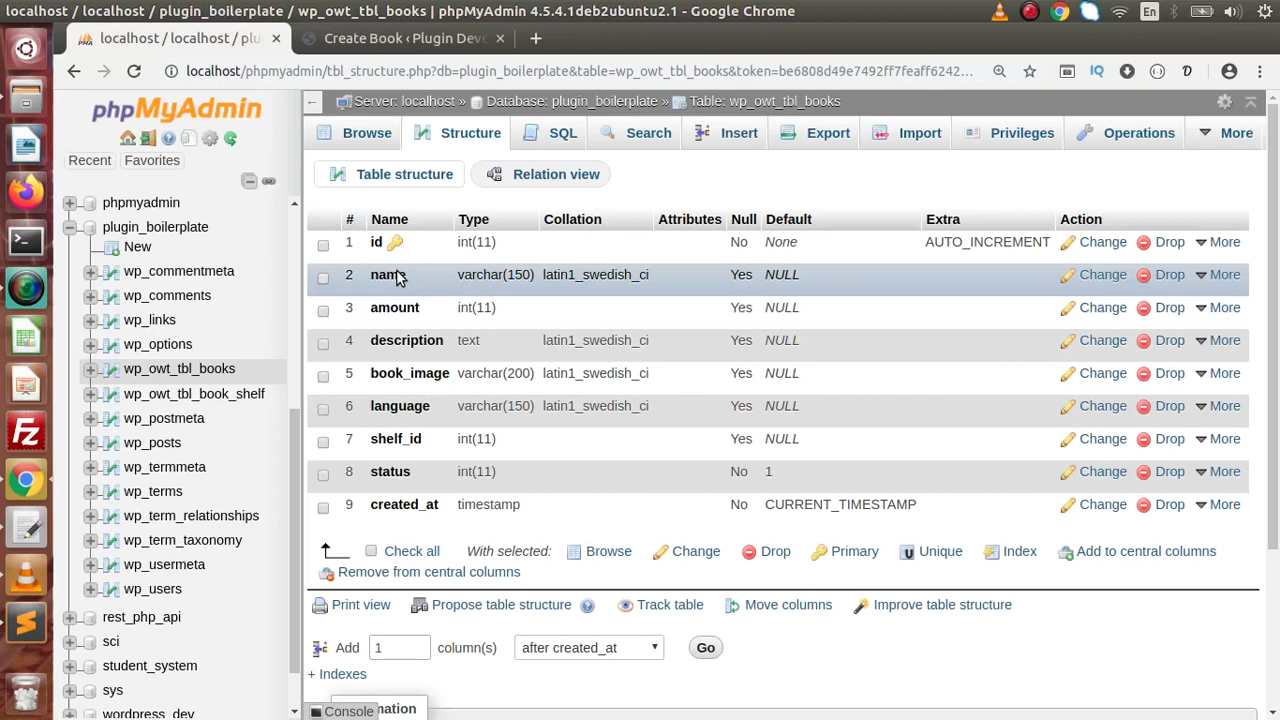 localhost / localhost / plugin_boilerplate / wp_owt_tbl_books | phpMyAdmin 4.5.4.1deb2ubuntu2.1 - Google Chrome
En
localhost / localhost / plu
Create Book ‹ Plugin Deve
localhost/phpmyadmin/tbl_structure.php?db=plugin_boilerplate&table=wp_owt_tbl_books&token=be6808d49e7492ff7feaff6242...
phpMyAdmin
Recent Favorites
phpmyadmin
plugin_boilerplate
New
wp_commentmeta
wp_comments
wp_links
wp_options
wp_owt_tbl_books
wp_owt_tbl_book_shelf
wp_postmeta
wp_posts
wp_termmeta
wp_terms
wp_term_relationships
wp_term_taxonomy
wp_usermeta
wp_users
rest_php_api
sci
student_system
sys
wordpress_dev
Server: localhost » Database: plugin_boilerplate » Table: wp_owt_tbl_books
Browse Structure SQL Search Insert Export Import Privileges Operations More
Table structure Relation view
# Name Type Collation Attributes Null Default Extra Action
1 id int(11) No None AUTO_INCREMENT Change Drop More
2 name varchar(150) latin1_swedish_ci Yes NULL Change Drop More
3 amount int(11) Yes NULL Change Drop More
4 description text latin1_swedish_ci Yes NULL Change Drop More
5 book_image varchar(200) latin1_swedish_ci Yes NULL Change Drop More
6 language varchar(150) latin1_swedish_ci Yes NULL Change Drop More
7 shelf_id int(11) Yes NULL Change Drop More
8 status int(11) No 1 Change Drop More
9 created_at timestamp No CURRENT_TIMESTAMP Change Drop More
Check all With selected: Browse Change Drop Primary Unique Index Add to central columns
Remove from central columns
Print view Propose table structure Track table Move columns Improve table structure
Add 1 column(s) after created_at Go
+ Indexes
Console mation